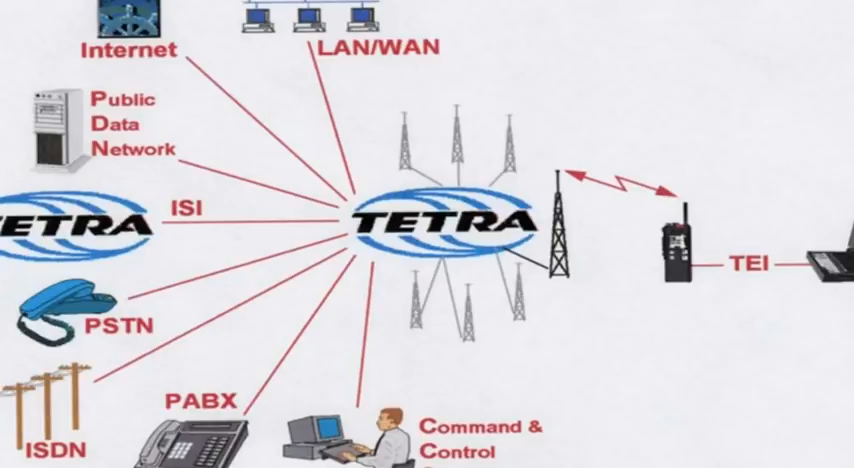 Internet
LAN/WAN
Public
Data
Network
TETRA
ISI
TETRA
TEI
PSTN
PABX
ISDN
Command &
Control